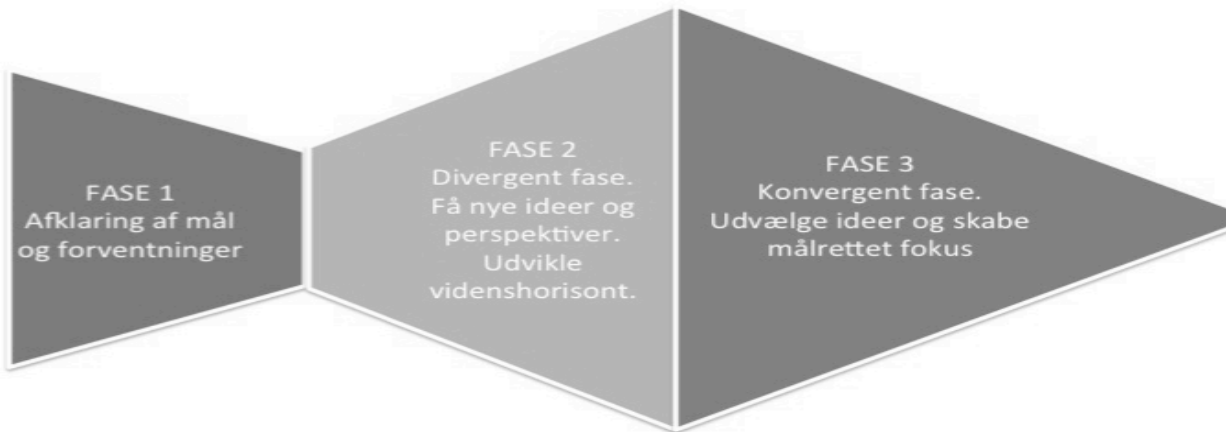 FASE 1
Afklaring af mål
og forventninger
FASE 2
Divergent fase.
Få nye ideer og
perspektiver.
Udvikle
videnshorisont.
FASE 3
Konvergent fase.
Udvælge ideer og skabe
målrettet fokus